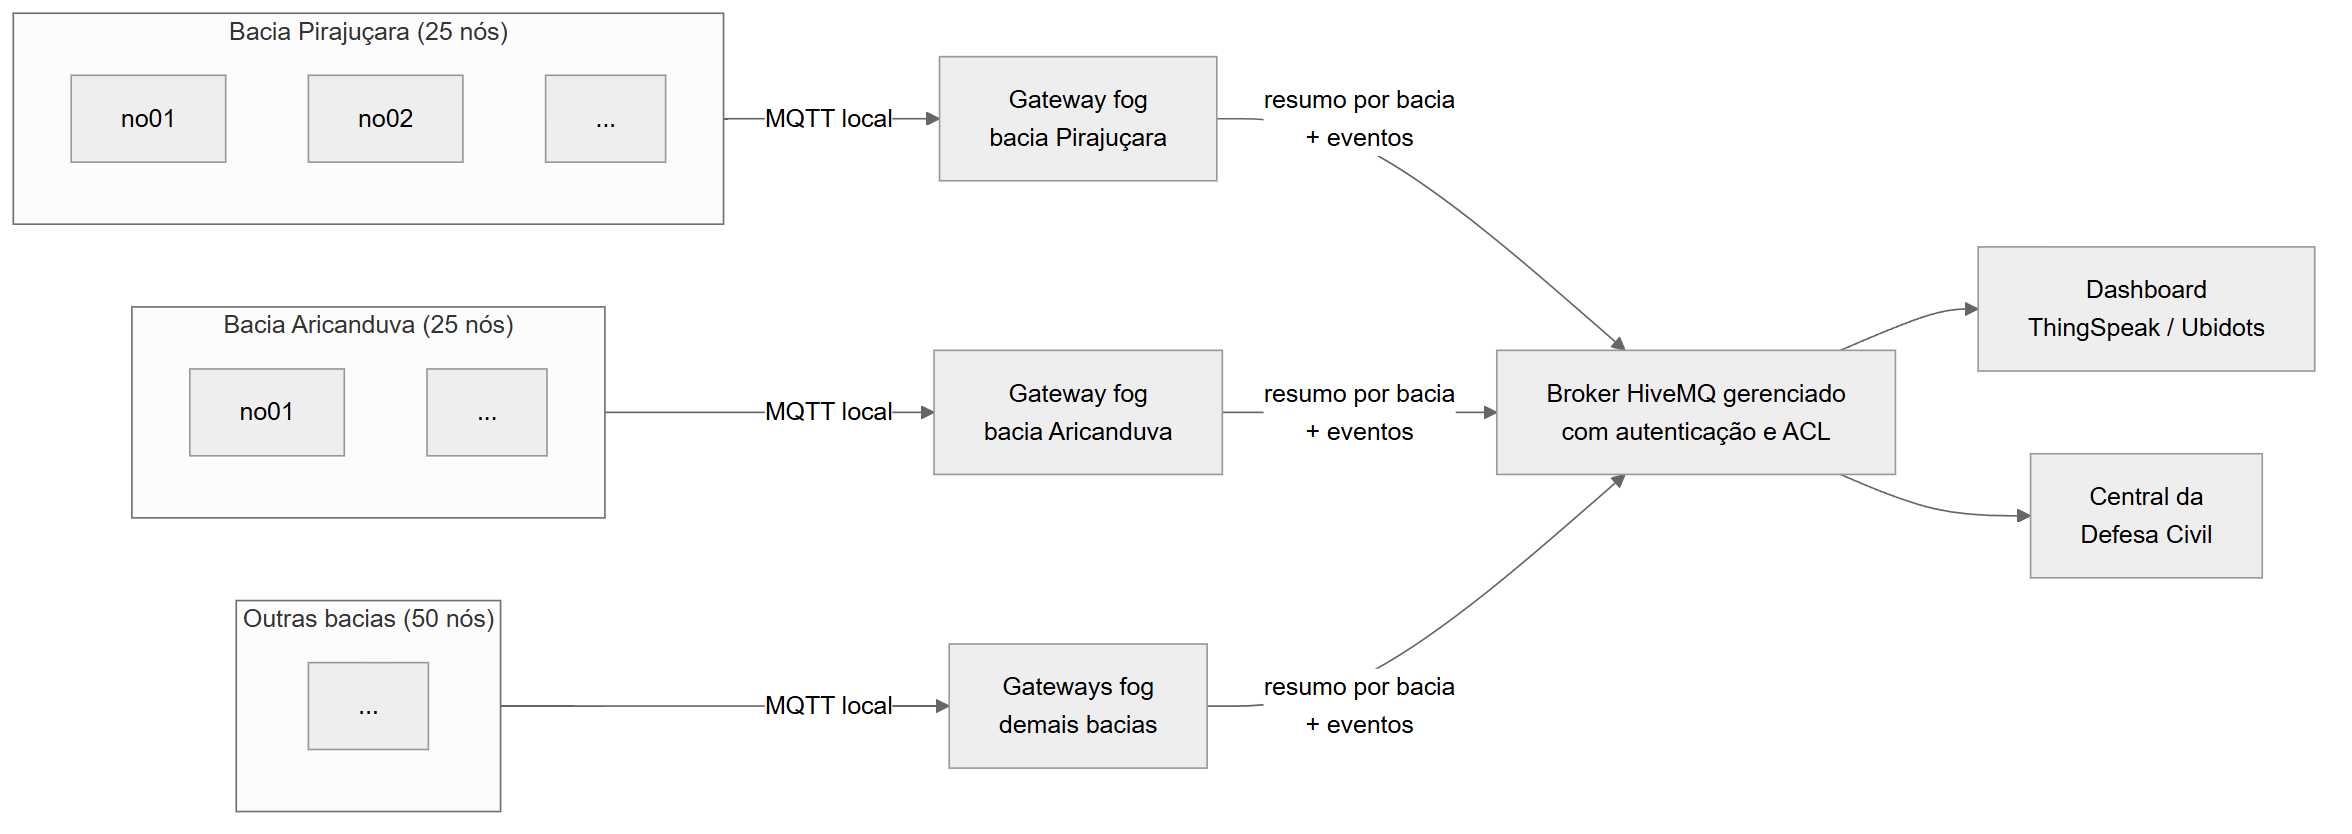 Bacia Pirajuçara (25 nós)
no01
no02
...
MQTT local
Gateway fog
bacia Pirajuçara
resumo por bacia
+ eventos
Bacia Aricanduva (25 nós)
no01
...
MQTT local
Gateway fog
bacia Aricanduva
resumo por bacia
+ eventos
Outras bacias (50 nós)
...
MQTT local
Gateways fog
demais bacias
resumo por bacia
+ eventos
Broker HiveMQ gerenciado
com autenticação e ACL
Dashboard
ThingSpeak / Ubidots
Central da
Defesa Civil